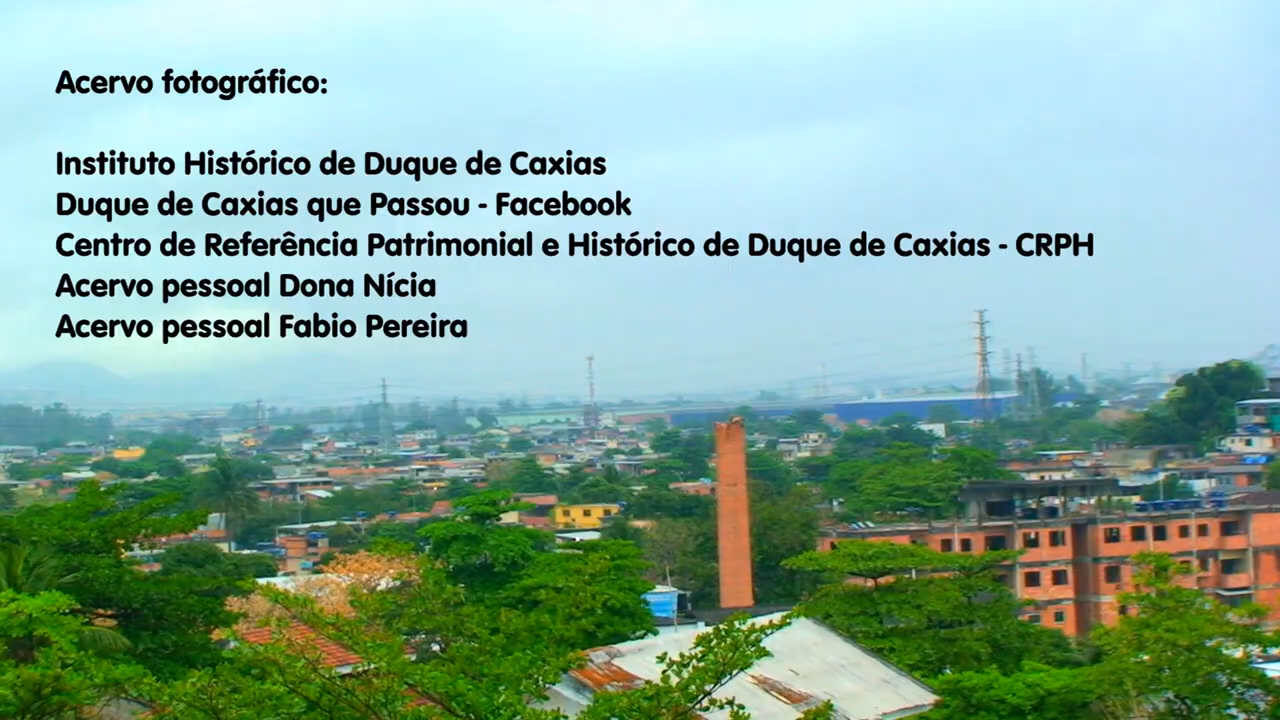 Acervo fotográfico:
Instituto Histórico de Duque de Caxias
Duque de Caxias que Passou - Facebook
Centro de Referência Patrimonial e Histórico de Duque de Caxias - CRPH
Acervo pessoal Dona Nícia
Acervo pessoal Fabio Pereira